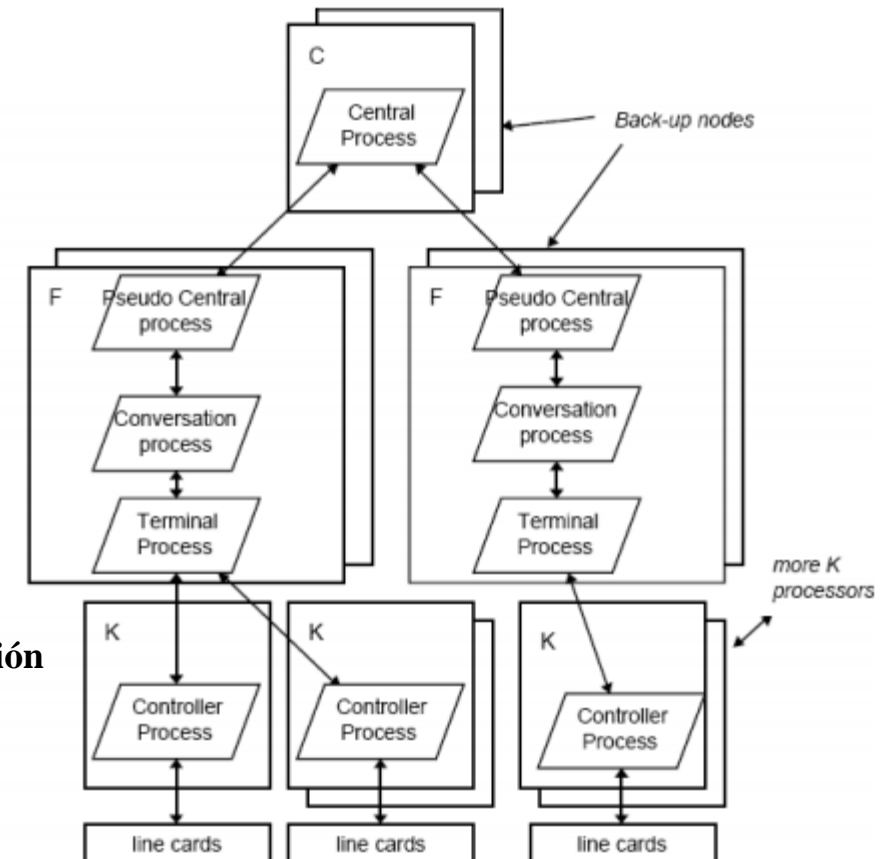 C
Central
Process
Back-up nodes
F
Pseudo Central
process
Conversation
process
Terminal
Process
F
Pseudo Central
process
Conversation
process
Terminal
Process
more K
processors
ión
K
Controller
Process
K
Controller
Process
K
Controller
Process
line cards
line cards
line cards